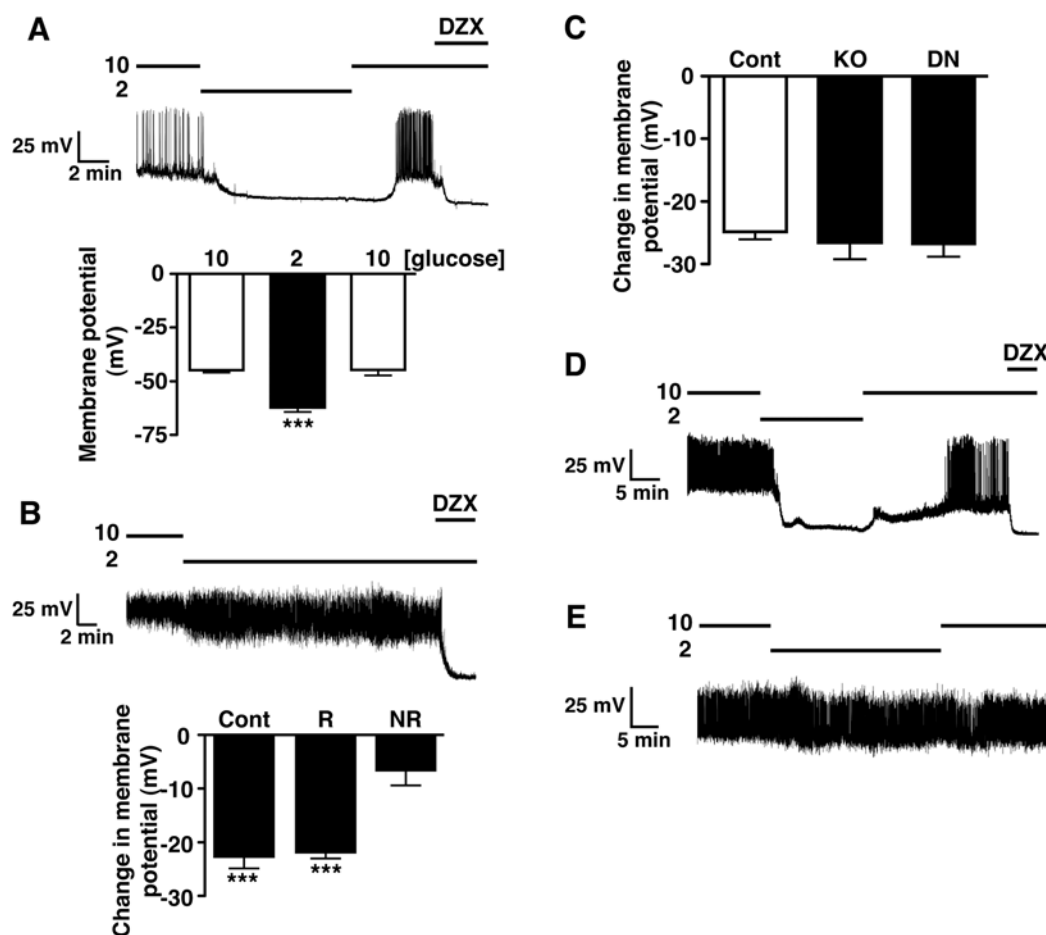 A
DZX
10
2
25 mV
2 min
10 2 10 [glucose]
0
-25
-50
-75
Membrane potential
(mV)
***
B
DZX
10
2
25 mV
2 min
Cont R NR
0
-10
-20
-30
Change in membrane
potential (mV)
*** ***
C
Cont KO DN
0
-10
-20
-30
Change in membrane
potential (mV)
D
DZX
10
2
25 mV
5 min
E
10
2
25 mV
5 min